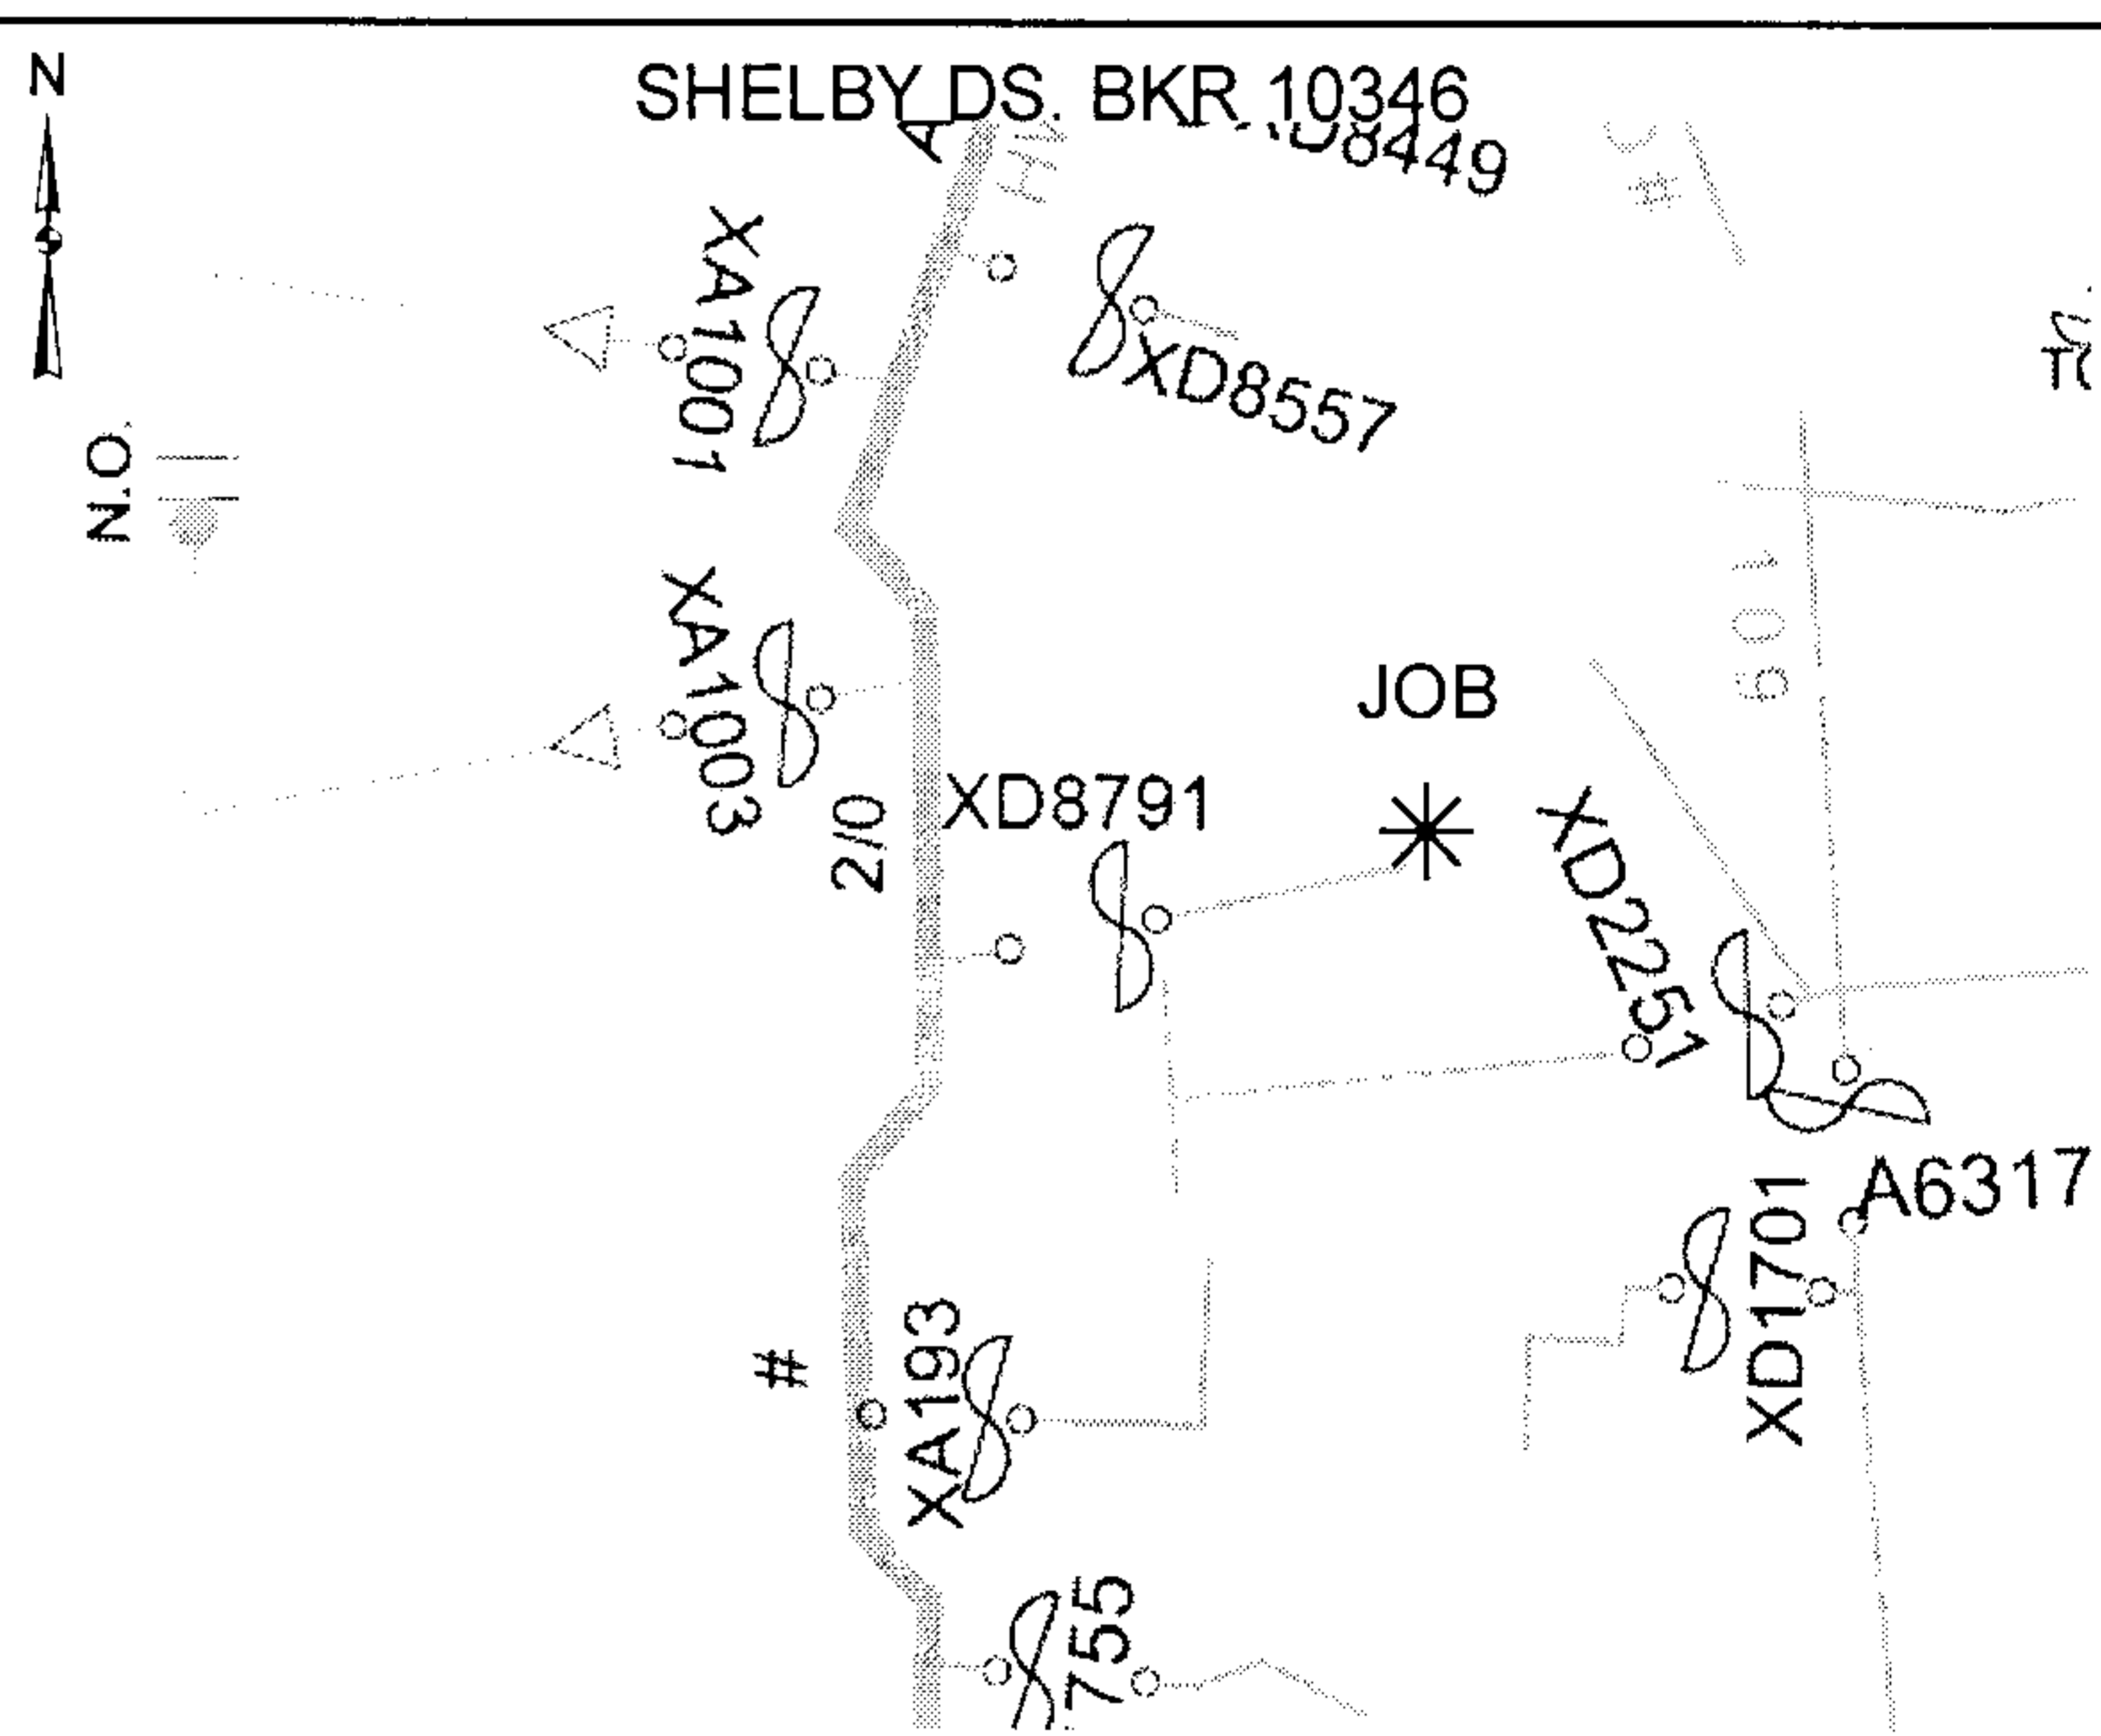 N
SHELBY DS. BKR 10346
XA1001
XD8557
N.O.
XA1003
JOB
XD8791
2/0
XD2251
A6317
XD1701
#
XA193
755